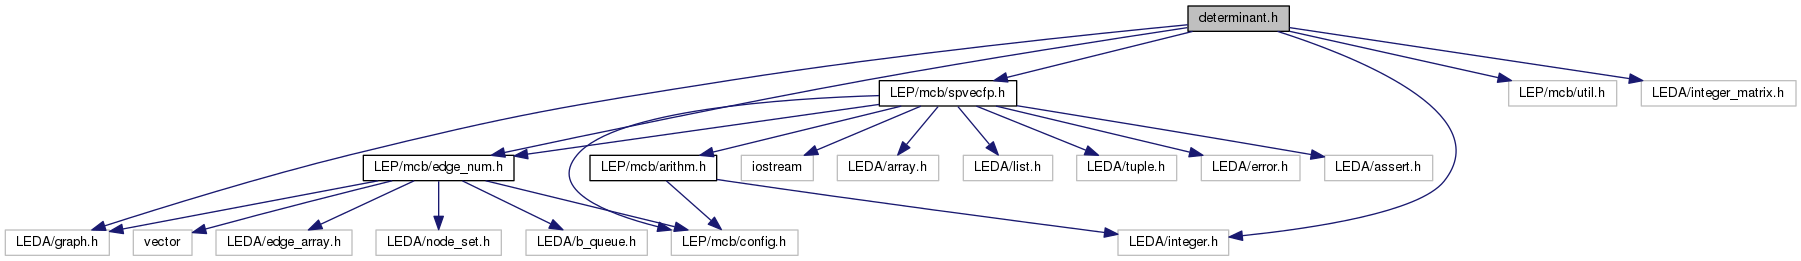 determinant.h
LEP/mcb/spvecfp.h
LEP/mcb/util.h
LEDA/integer_matrix.h
LEP/mcb/edge_num.h
LEP/mcb/arithm.h
iostream
LEDA/array.h
LEDA/list.h
LEDA/tuple.h
LEDA/error.h
LEDA/assert.h
LEDA/graph.h
vector
LEDA/edge_array.h
LEDA/node_set.h
LEDA/b_queue.h
LEP/mcb/config.h
LEDA/integer.h